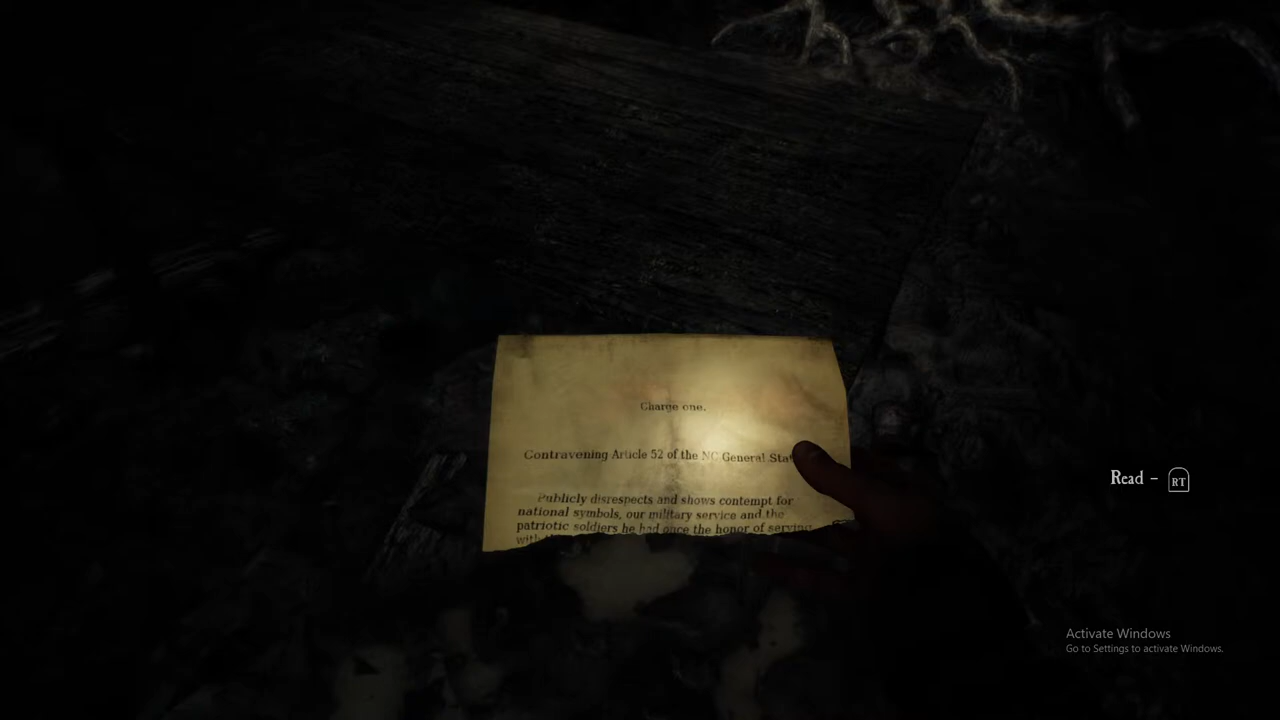 Charge one.
Contravening Article 52 of the NC General
Publicly disrespects and shows contempt for
national symbols, our military service and the
patriotic soldiers he had once the honor of serving
Read -
RT
Activate Windows
Go to Settings to activate Windows.